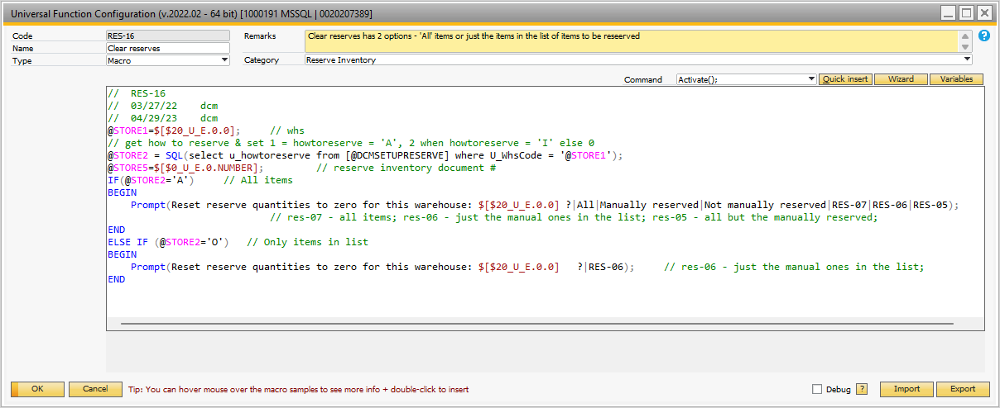 Universal Function Configuration (v.2022.02 - 64 bit) [1000191 MSSQL | 0020207389]
Code RES-16 Remarks Clear reserves has 2 options - 'All' items or just the items in the list of items to be reseerved ?
Name Clear reserves
Type Macro Category Reserve Inventory
Command Activate(); Quick insert Wizard Variables
//  RES-16
//  03/27/22    dcm
//  04/29/23    dcm
@STORE1=$[$20_U_E.0.0];     // whs
// get how to reserve & set 1 = howtoreserve = 'A', 2 when howtoreserve = 'I' else 0
@STORE2 = SQL(select u_howtoreserve from [@DCMSETUPRESERVE] where U_WhsCode = '@STORE1');
@STORE5=$[$0_U_E.0.NUMBER];         // reserve inventory document #
IF(@STORE2='A')     // All items
BEGIN
    Prompt(Reset reserve quantities to zero for this warehouse: $[$20_U_E.0.0] ?|All|Manually reserved|Not manually reserved|RES-07|RES-06|RES-05);
                            // res-07 - all items; res-06 - just the manual ones in the list; res-05 - all but the manually reserved;
END
ELSE IF (@STORE2='O')   // Only items in list
BEGIN
    Prompt(Reset reserve quantities to zero for this warehouse: $[$20_U_E.0.0]   ?|RES-06);     // res-06 - just the manual ones in the list;
END
OK Cancel Tip: You can hover mouse over the macro samples to see more info + double-click to insert Debug ? Import Export